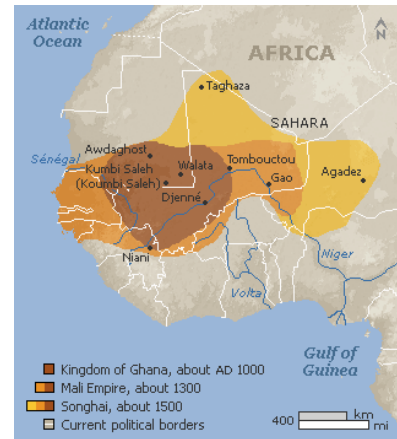 Atlantic
Ocean
N
AFRICA
Taghaza
SAHARA
Awdaghost
Sénégal
Kumbi Saleh
(Koumbi Saleh)
Walata
Tombouctou
Agadez
Gao
Djenné
Niani
Niger
Volta
Gulf of
Guinea
Kingdom of Ghana, about AD 1000
Mali Empire, about 1300
Songhai, about 1500
Current political borders
400 km
mi